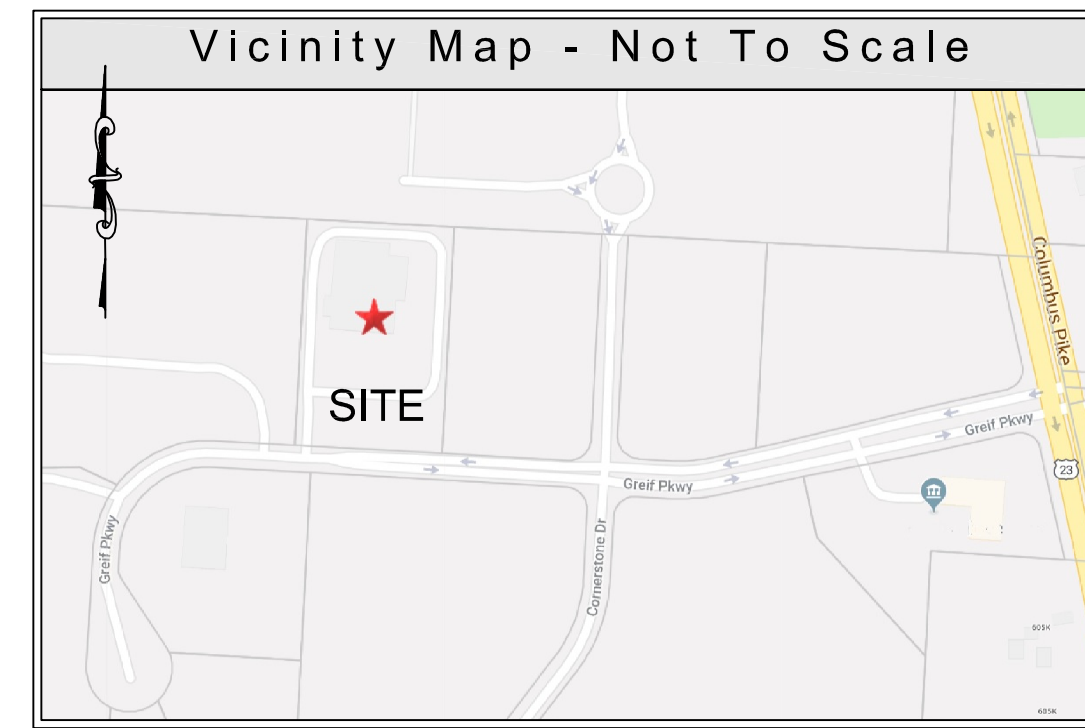 Vicinity Map - Not To Scale
Columbus Pike
SITE
Greif Pkwy
23
Greif Pkwy
Greif Pkwy
Cornerstone Dr
605K
605K